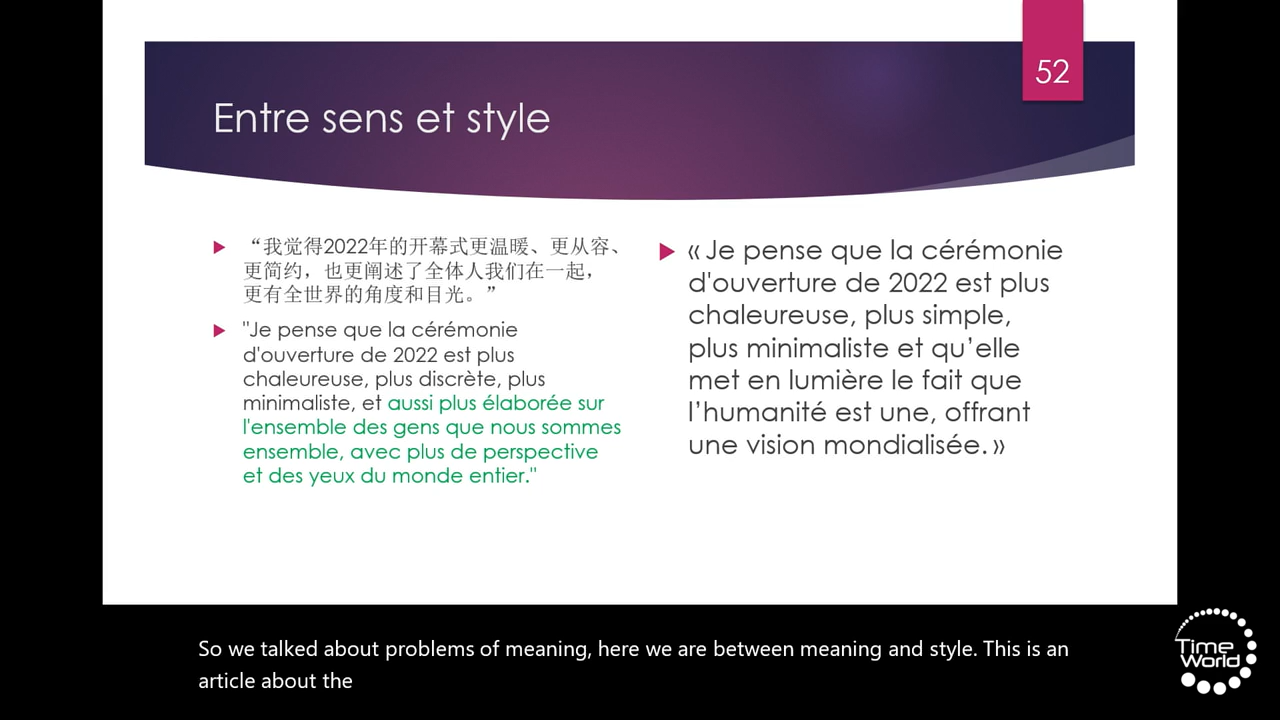 52
Entre sens et style
“我觉得2022年的开幕式更温暖、更从容、
更简约，也更阐述了全体人我们在一起，
更有全世界的角度和目光。”
"Je pense que la cérémonie
d'ouverture de 2022 est plus
chaleureuse, plus discrète, plus
minimaliste, et aussi plus élaborée sur
l'ensemble des gens que nous sommes
ensemble, avec plus de perspective
et des yeux du monde entier."
« Je pense que la cérémonie
d'ouverture de 2022 est plus
chaleureuse, plus simple,
plus minimaliste et qu’elle
met en lumière le fait que
l’humanité est une, offrant
une vision mondialisée. »
So we talked about problems of meaning, here we are between meaning and style. This is an
article about the
Time
World